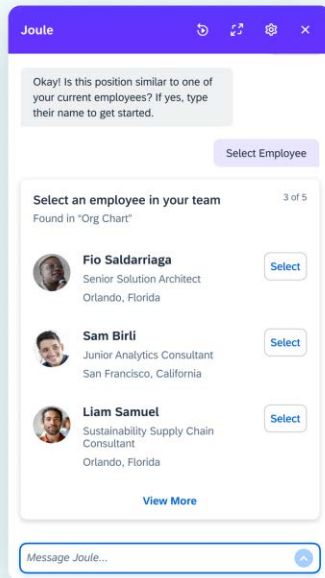 Joule
Okay! Is this position similar to one of
your current employees? If yes, type
their name to get started.
Select Employee
Select an employee in your team
3 of 5
Found in "Org Chart"
Fio Saldarriaga
Senior Solution Architect
Orlando, Florida
Select
Sam Birli
Junior Analytics Consultant
San Francisco, California
Select
Liam Samuel
Sustainability Supply Chain
Consultant
Orlando, Florida
Select
View More
Message Joule...